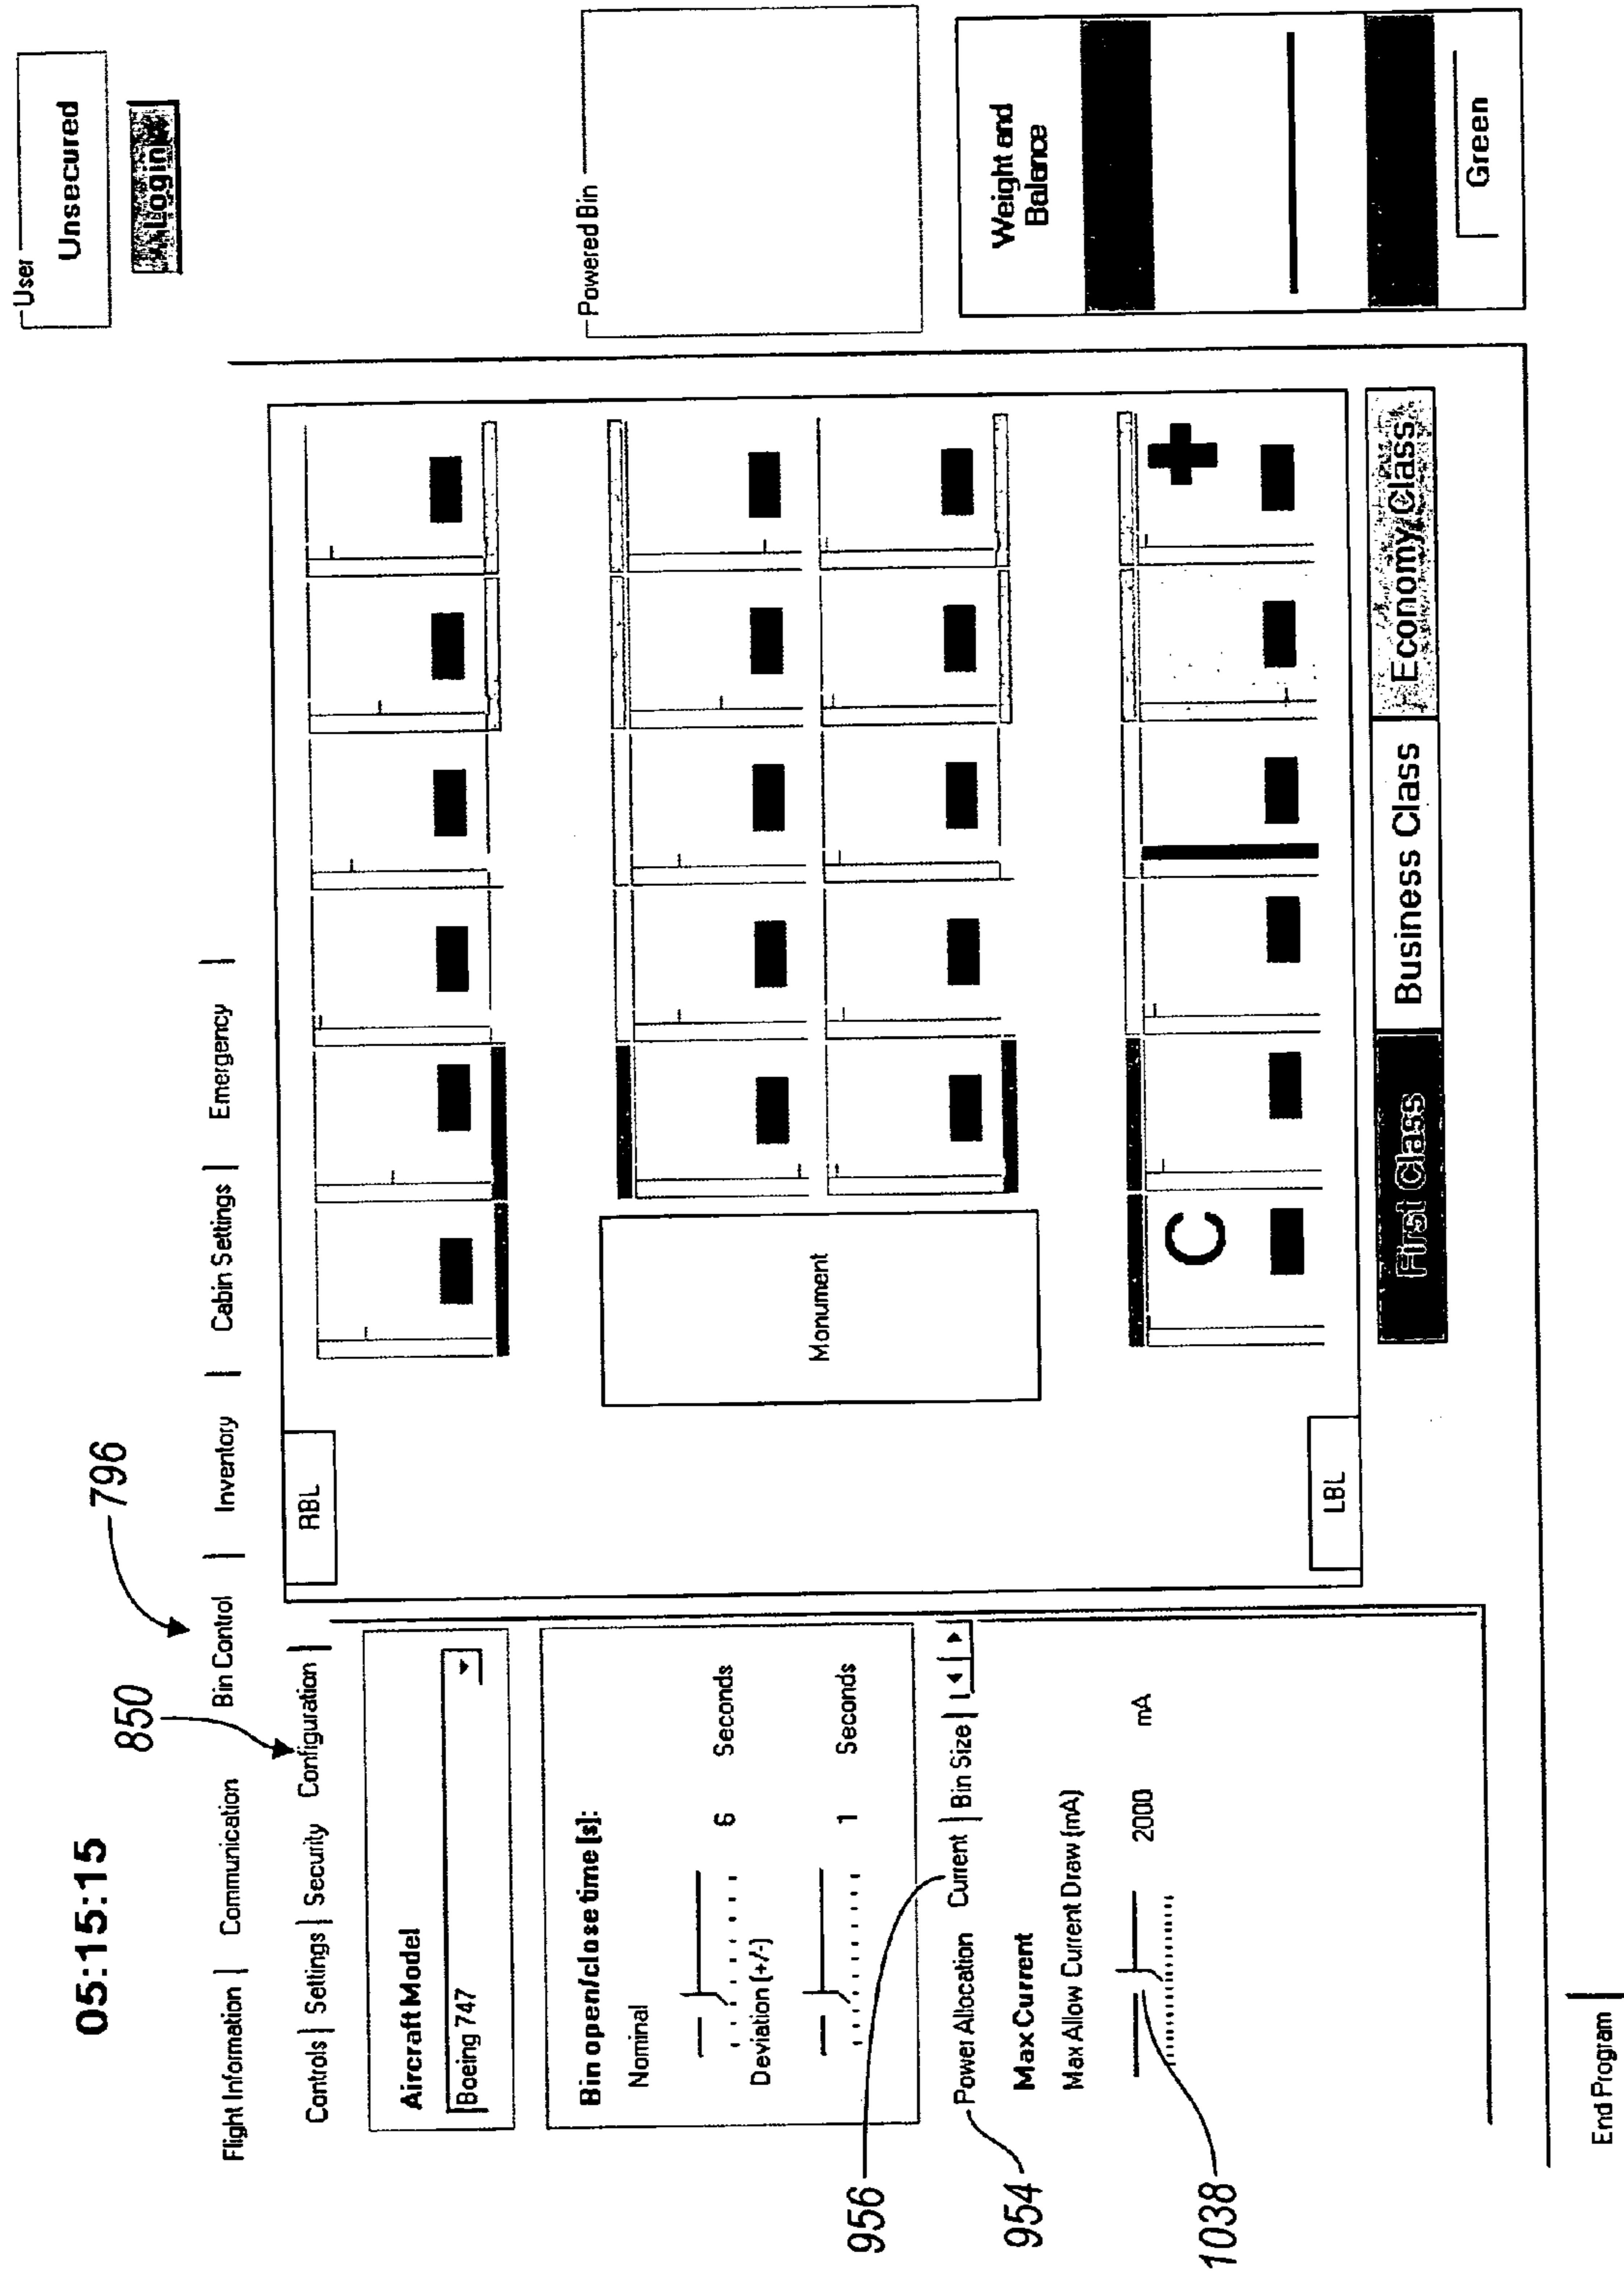 05:15:15
User
Unsecured
Login
850
796
Flight Information | Communication Bin Control | Inventory | Cabin Settings | Emergency |
Controls | Settings | Security Configuration |
Aircraft Model
Boeing 747
Bin open/close time [s]:
Nominal
6 Seconds
Deviation (+/-)
1 Seconds
956
Power Allocation Current | Bin Size |
954
Max Current
Max Allow Current Draw (mA)
2000 mA
1038
RBL
Monument
C
LBL
First Class Business Class Economy Class
Powered Bin
Weight and
Balance
Green
End Program